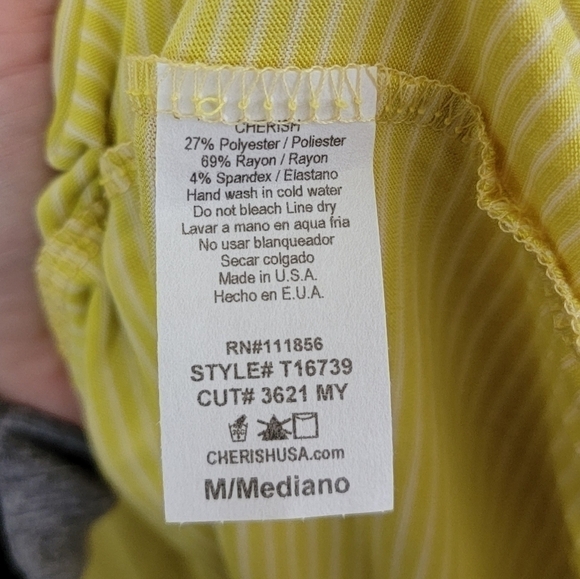 CHERISH
27% Polyester / Poliester
69% Rayon / Rayon
4% Spandex / Elastano
Hand wash in cold water
Do not bleach Line dry
Lavar a mano en aqua fria
No usar blanqueador
Secar colgado
Made in U.S.A.
Hecho en E.U.A.
RN#111856
STYLE# T16739
CUT# 3621 MY
CHERISHUSA.com
M/Mediano